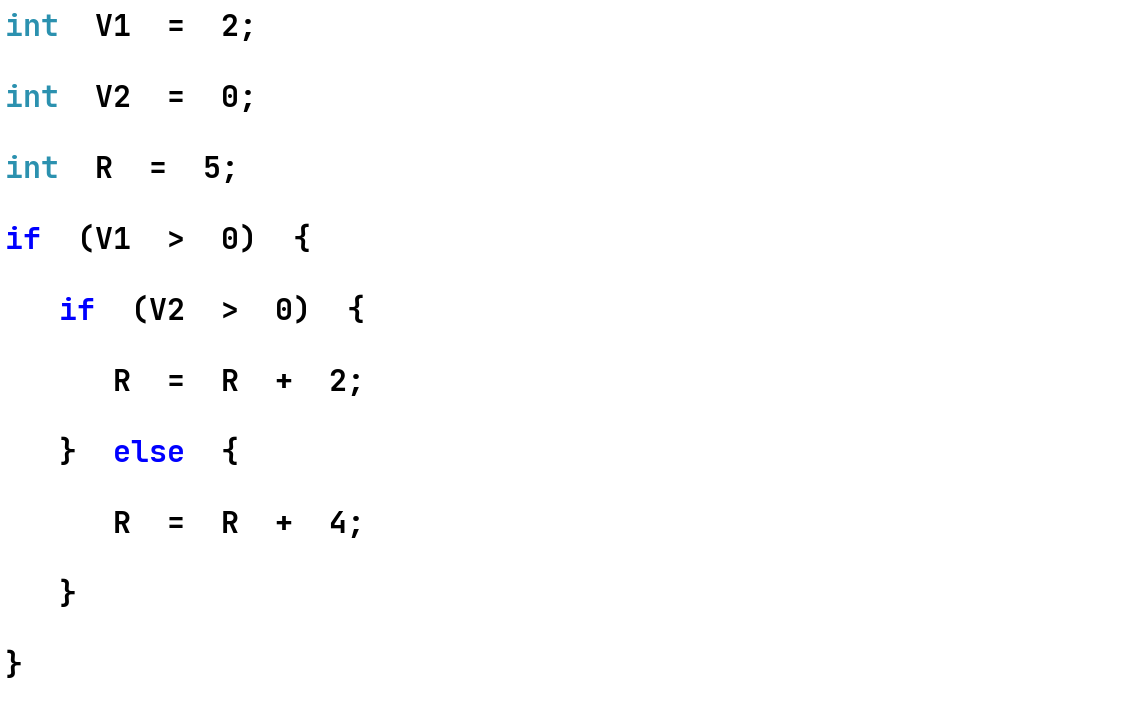 int V1 = 2;
int V2 = 0;
int R = 5;
if (V1 > 0) {
   if (V2 > 0) {
      R = R + 2;
   } else {
      R = R + 4;
   }
}